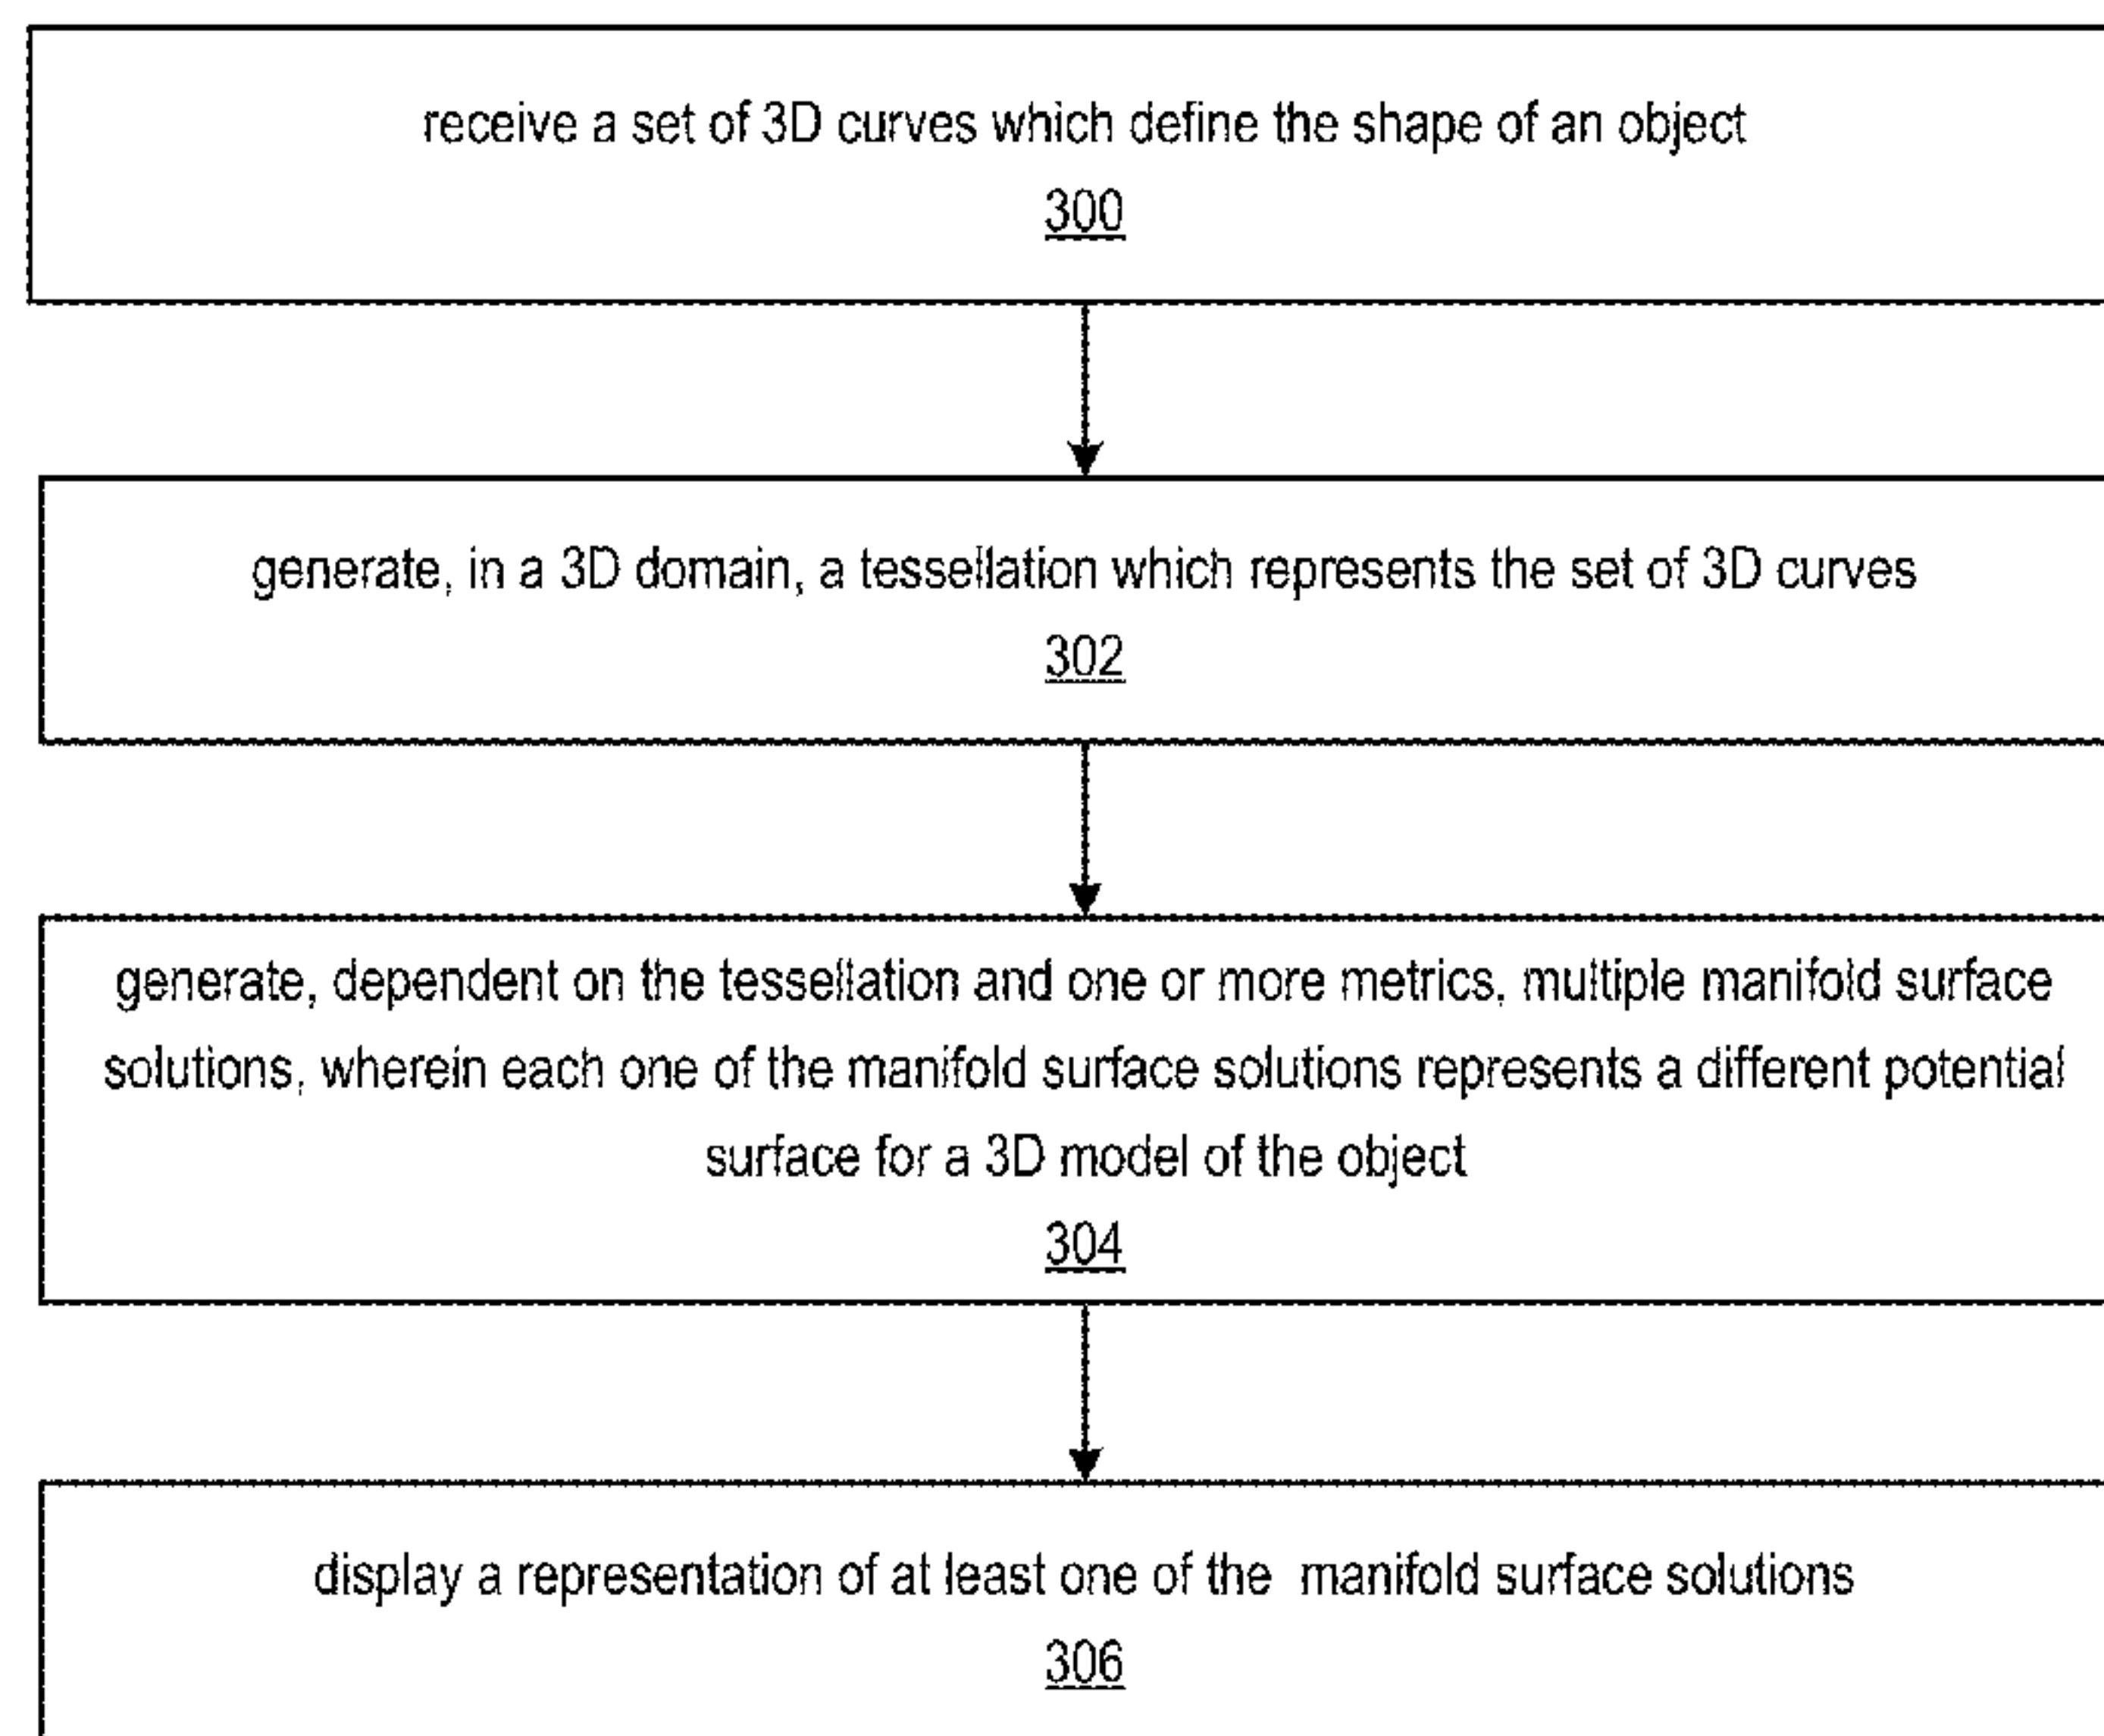 receive a set of 3D curves which define the shape of an object
300
generate, in a 3D domain, a tessellation which represents the set of 3D curves
302
generate, dependent on the tessellation and one or more metrics, multiple manifold surface
solutions, wherein each one of the manifold surface solutions represents a different potential
surface for a 3D model of the object
304
display a representation of at least one of the manifold surface solutions
306